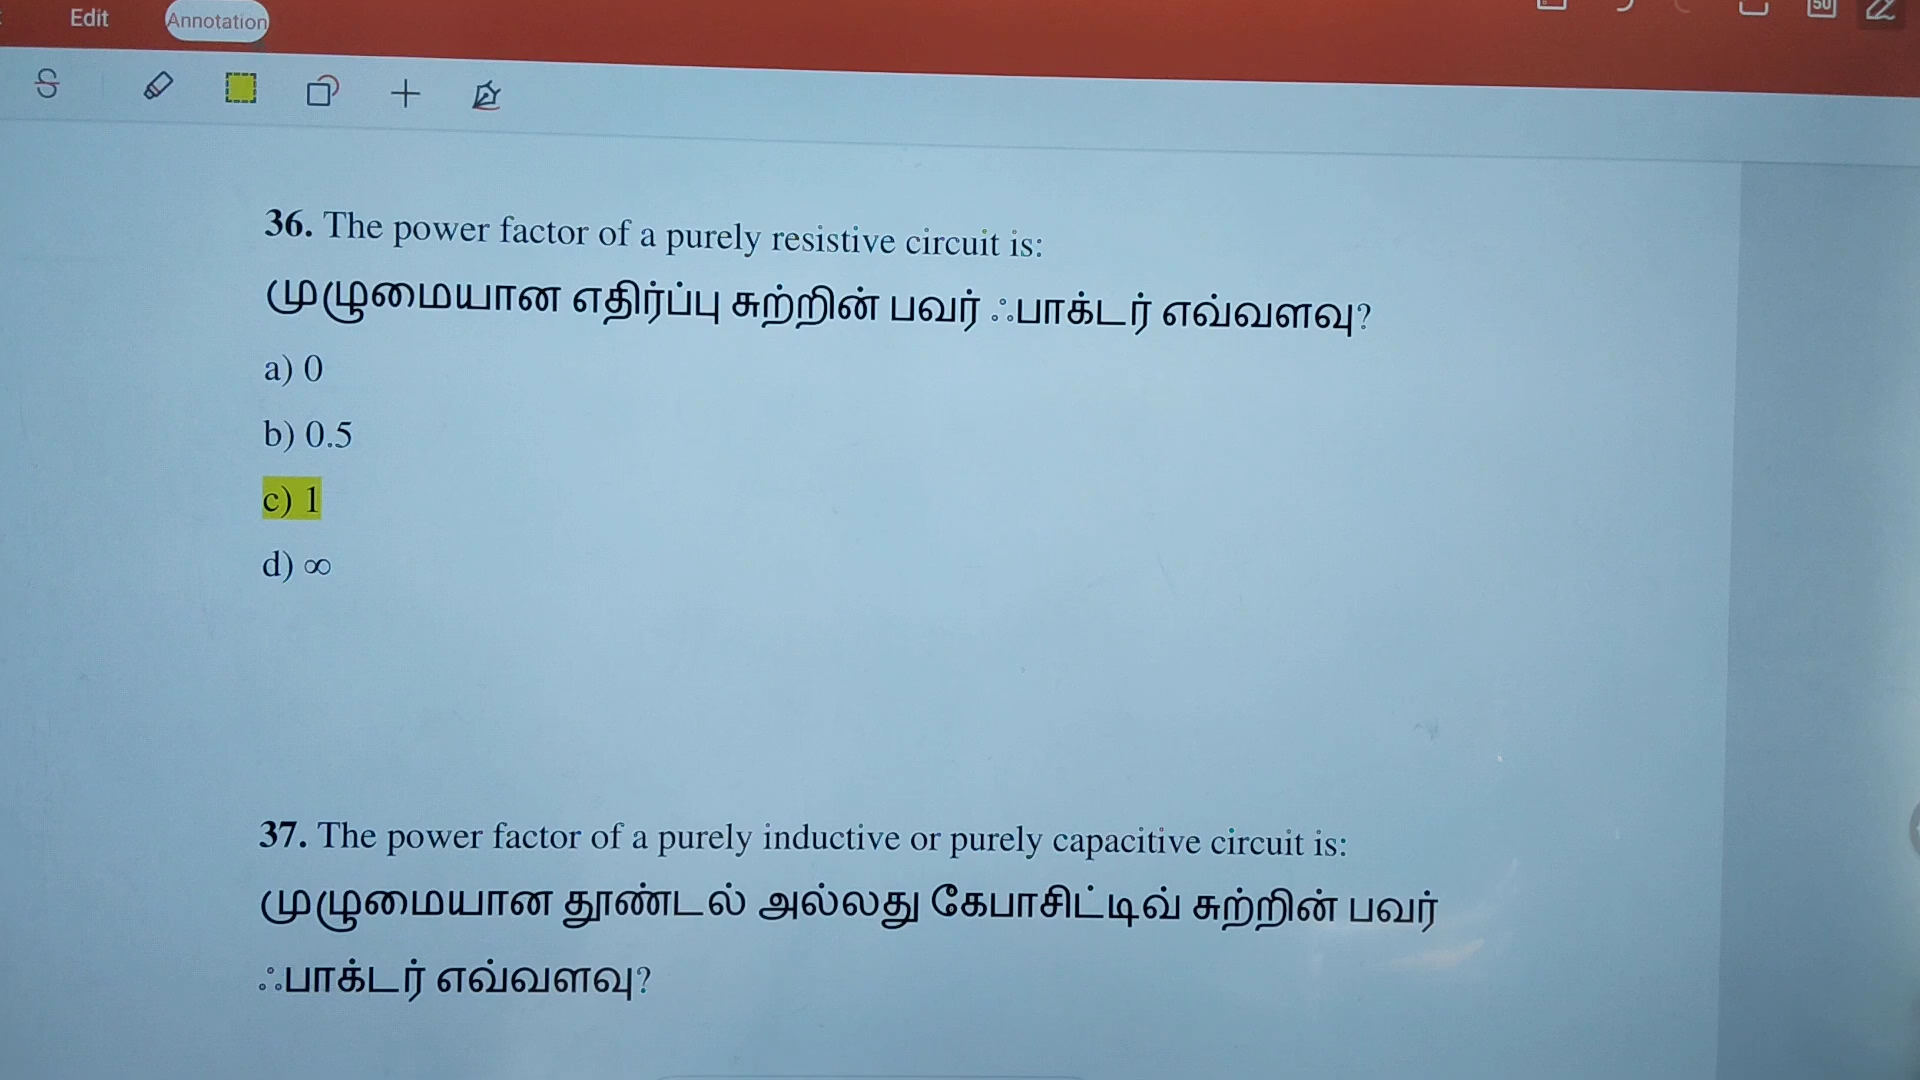 Edit
Annotation
50
36. The power factor of a purely resistive circuit is:
முழுமையான எதிர்ப்பு சுற்றின் பவர் ஃபாக்டர் எவ்வளவு?
a) 0
b) 0.5
c) 1
d) ∞
37. The power factor of a purely inductive or purely capacitive circuit is:
முழுமையான தூண்டல் அல்லது கேபாசிட்டிவ் சுற்றின் பவர்
ஃபாக்டர் எவ்வளவு?